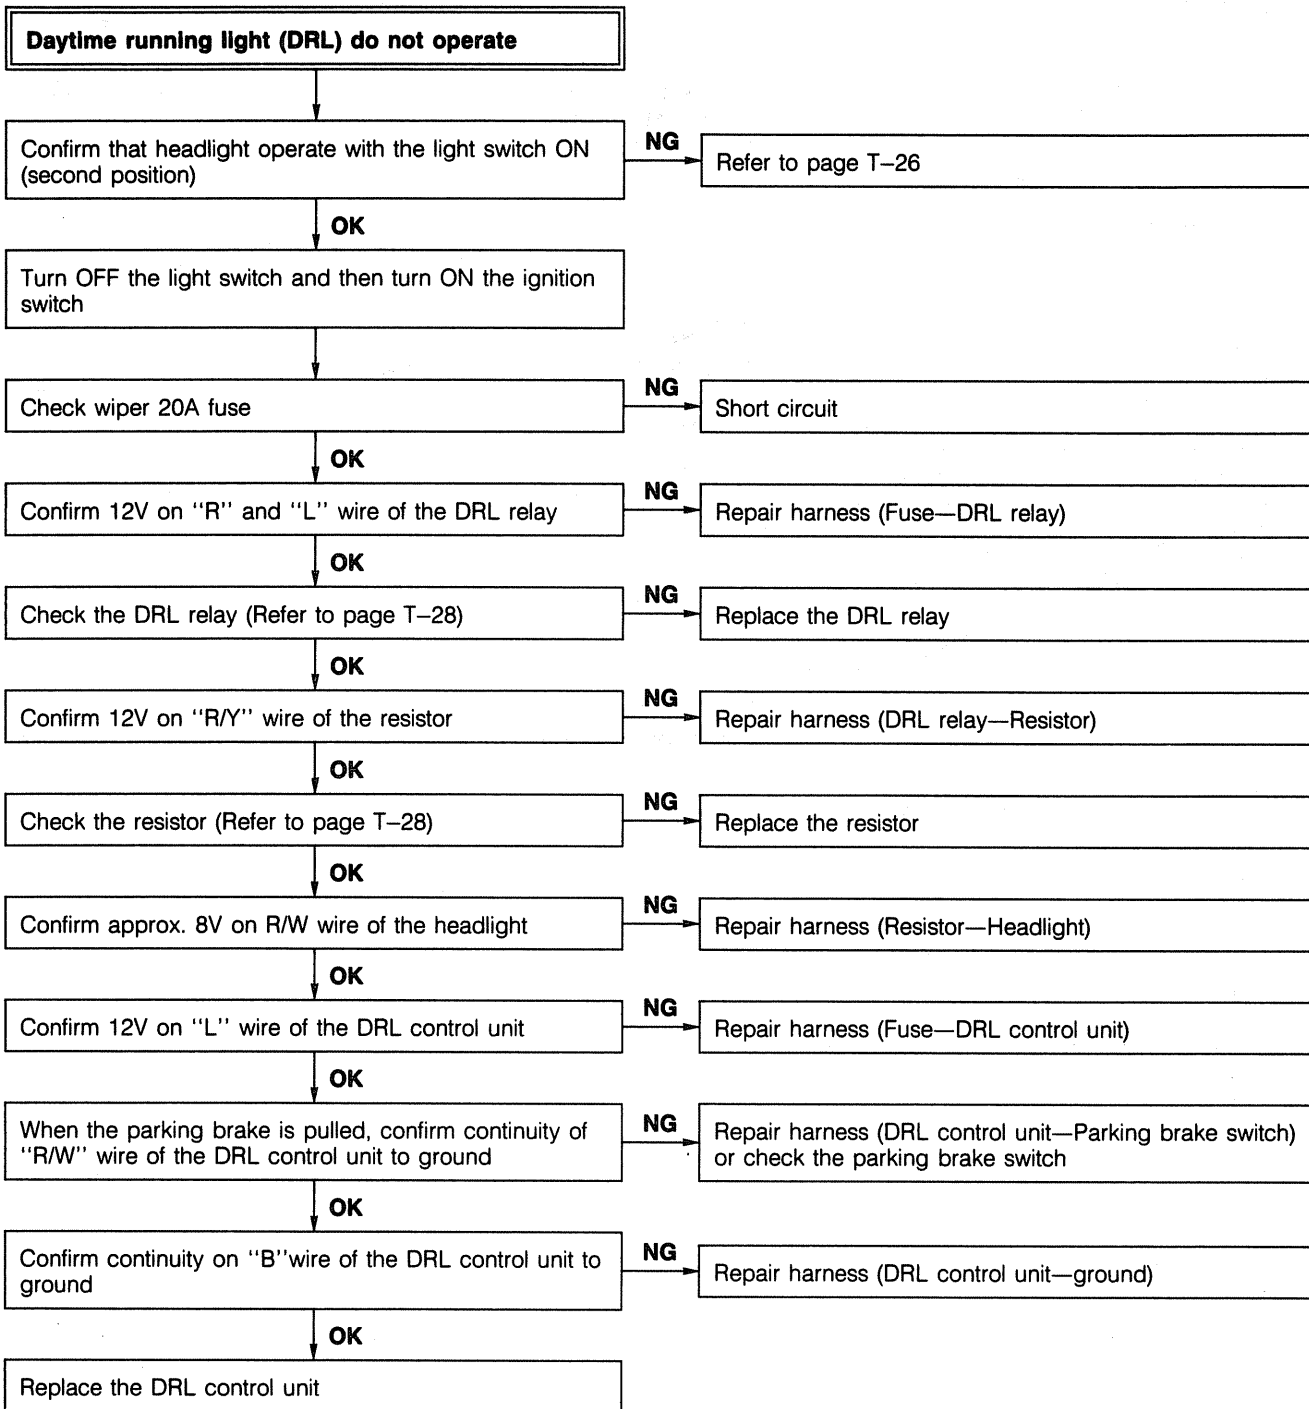 Daytime running light (DRL) do not operate
Confirm that headlight operate with the light switch ON
(second position)
NG
Refer to page T–26
OK
Turn OFF the light switch and then turn ON the ignition
switch
Check wiper 20A fuse
NG
Short circuit
OK
Confirm 12V on "R" and "L" wire of the DRL relay
NG
Repair harness (Fuse—DRL relay)
OK
Check the DRL relay (Refer to page T–28)
NG
Replace the DRL relay
OK
Confirm 12V on "R/Y" wire of the resistor
NG
Repair harness (DRL relay—Resistor)
OK
Check the resistor (Refer to page T–28)
NG
Replace the resistor
OK
Confirm approx. 8V on R/W wire of the headlight
NG
Repair harness (Resistor—Headlight)
OK
Confirm 12V on "L" wire of the DRL control unit
NG
Repair harness (Fuse—DRL control unit)
OK
When the parking brake is pulled, confirm continuity of
"R/W" wire of the DRL control unit to ground
NG
Repair harness (DRL control unit—Parking brake switch)
or check the parking brake switch
OK
Confirm continuity on "B"wire of the DRL control unit to
ground
NG
Repair harness (DRL control unit—ground)
OK
Replace the DRL control unit